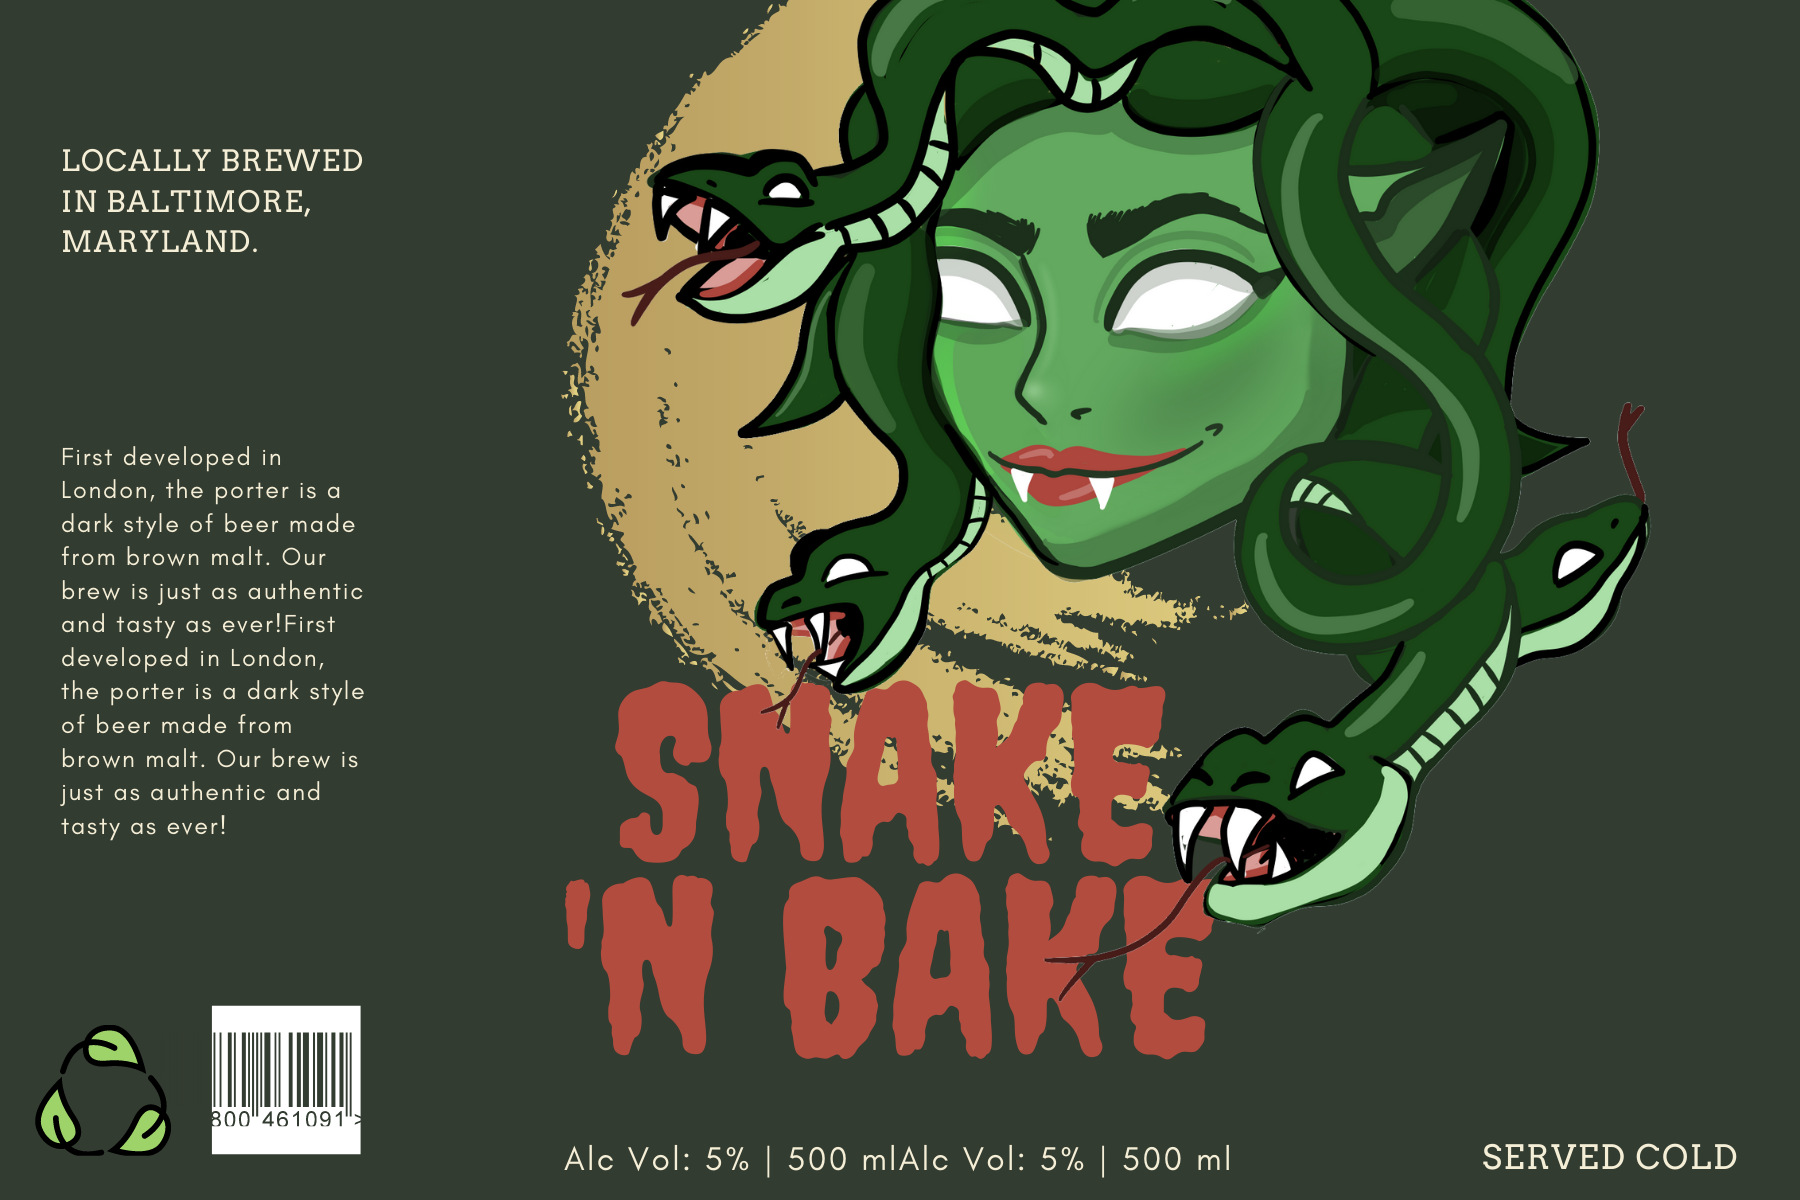 LOCALLY BREWED
IN BALTIMORE,
MARYLAND.
First developed in
London, the porter is a
dark style of beer made
from brown malt. Our
brew is just as authentic
and tasty as ever!First
developed in London,
the porter is a dark style
of beer made from
brown malt. Our brew is
just as authentic and
tasty as ever!
800 461091 >
SNAKE
'N BAKE
Alc Vol: 5% | 500 mlAlc Vol: 5% | 500 ml
SERVED COLD